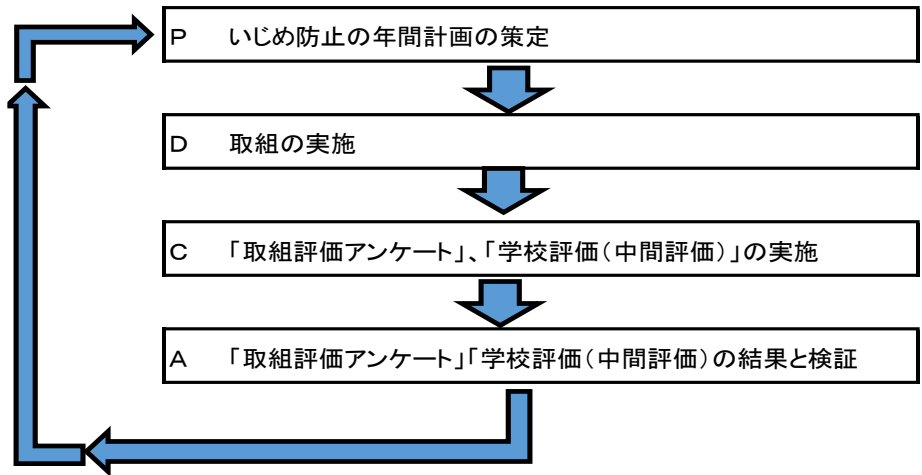 P いじめ防止の年間計画の策定
D 取組の実施
C 「取組評価アンケート」、「学校評価(中間評価)」の実施
A 「取組評価アンケート」「学校評価(中間評価)の結果と検証